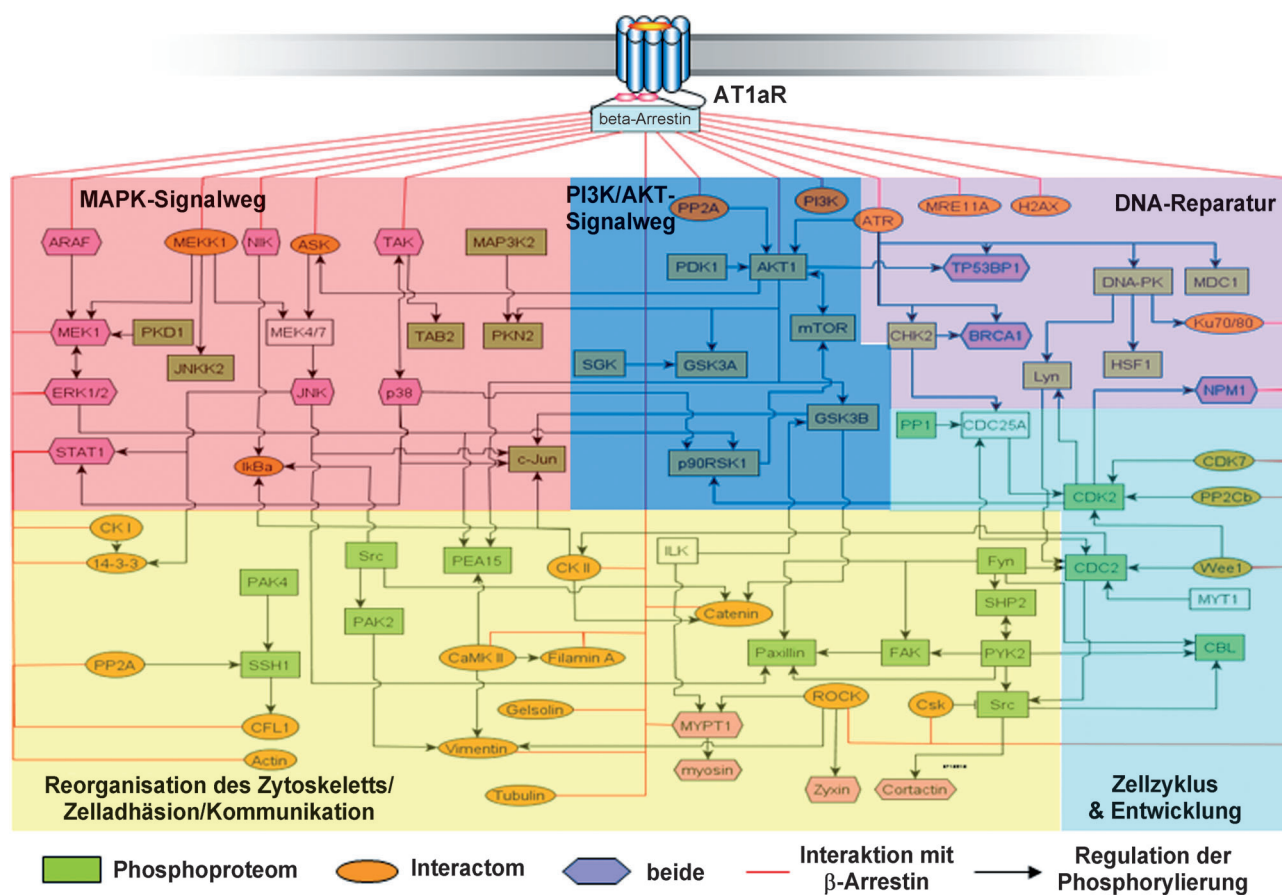 AT1aR
beta-Arrestin
MAPK-Signalweg
PI3K/AKT-
Signalweg
DNA-Reparatur
PP2A
PI3K
ATR
MRE11A
H2AX
ARAF
MEKK1
NIK
ASK
TAK
MAP3K2
PDK1
AKT1
TP53BP1
DNA-PK
MDC1
MEK1
PKD1
MEK4/7
TAB2
PKN2
mTOR
CHK2
BRCA1
Ku70/80
JNKK2
SGK
GSK3A
Lyn
HSF1
ERK1/2
JNK
p38
NPM1
GSK3B
PP1
CDC25A
STAT1
IkBa
c-Jun
p90RSK1
CDK7
CDK2
PP2Cb
CK I
14-3-3
Src
PEA15
CK II
ILK
Fyn
CDC2
Wee1
PAK4
PAK2
Catenin
SHP2
MYT1
PP2A
SSH1
CaMK II
Filamin A
Paxillin
FAK
PYK2
CBL
CFL1
Gelsolin
ROCK
Csk
Src
MYPT1
Actin
Vimentin
myosin
Tubulin
Zyxin
Cortactin
Reorganisation des Zytoskeletts/
Zelladhäsion/Kommunikation
Zellzyklus
& Entwicklung
Phosphoproteom
Interactom
beide
Interaktion mit
β-Arrestin
Regulation der
Phosphorylierung